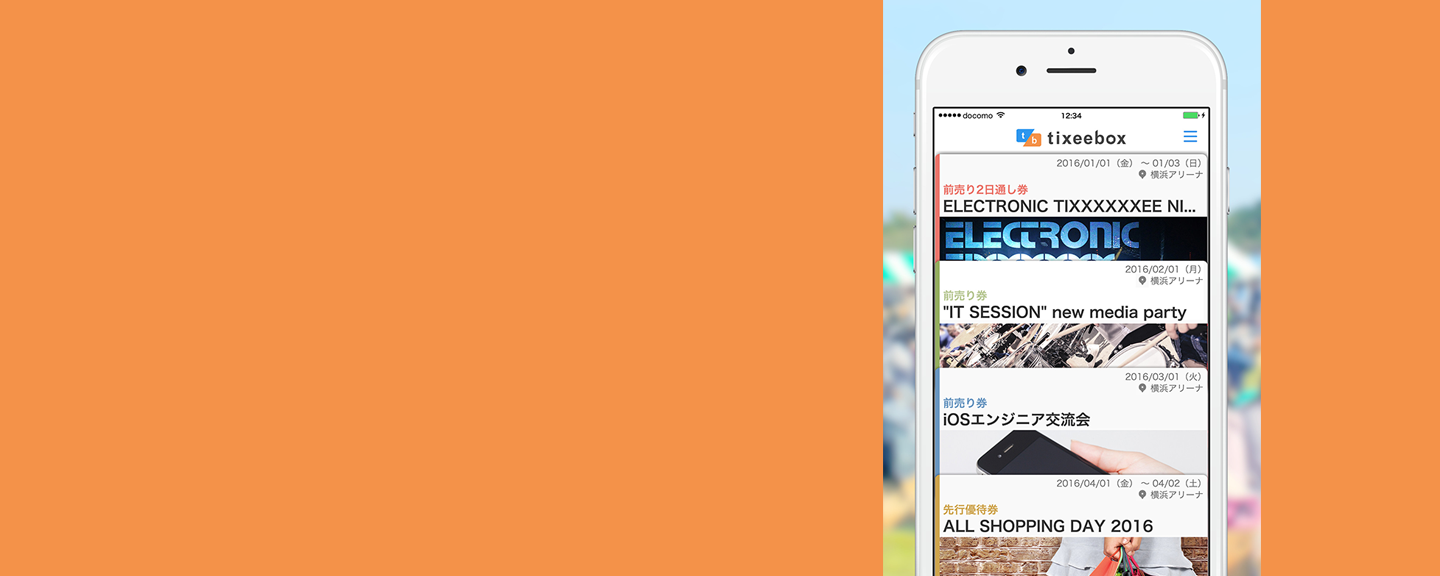 docomo 12:34
tb tixeebox
2016/01/01（金） 〜 01/03（日）
横浜アリーナ
前売り2日通し券
ELECTRONIC TIXXXXXXEE NI...
ELECTRONIC
2016/02/01（月）
横浜アリーナ
前売り券
"IT SESSION" new media party
2016/03/01（火）
横浜アリーナ
前売り券
iOSエンジニア交流会
2016/04/01（金） 〜 04/02（土）
横浜アリーナ
先行優待券
ALL SHOPPING DAY 2016